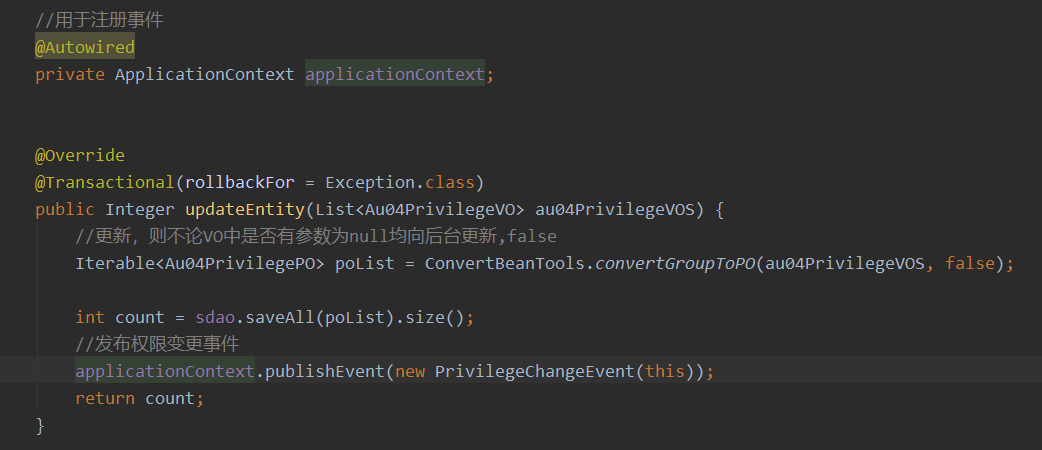 //用于注册事件
@Autowired
private ApplicationContext applicationContext;
@Override
@Transactional(rollbackFor = Exception.class)
public Integer updateEntity(List<Au04PrivilegeVO> au04PrivilegeVOS) {
//更新，则不论VO中是否有参数为null均向后台更新,false
Iterable<Au04PrivilegePO> poList = ConvertBeanTools.convertGroupToPO(au04PrivilegeVOS, false);
int count = sdao.saveAll(poList).size();
//发布权限变更事件
applicationContext.publishEvent(new PrivilegeChangeEvent(this));
return count;
}